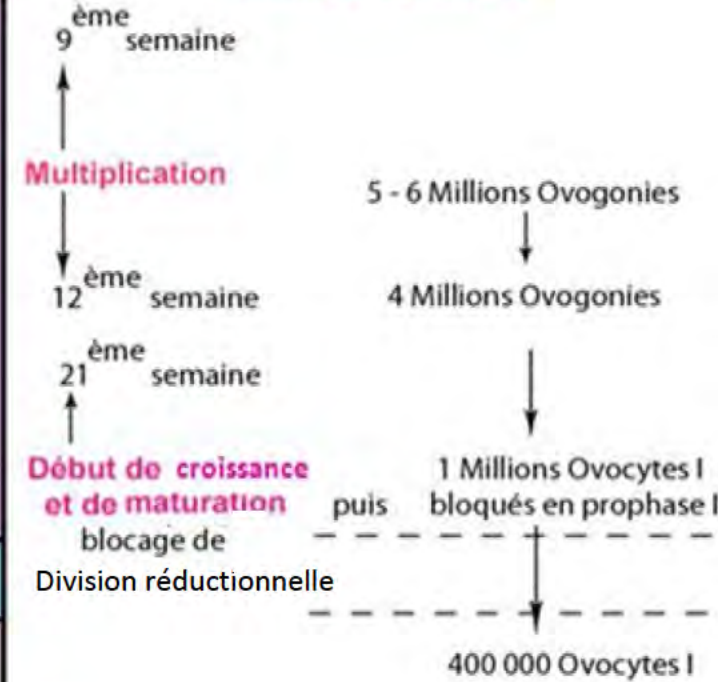 9ème semaine
Multiplication
5 - 6 Millions Ovogonies
12ème semaine
4 Millions Ovogonies
21ème semaine
Début de croissance
et de maturation
blocage de
Division réductionnelle
puis
1 Millions Ovocytes I
bloqués en prophase I
400 000 Ovocytes I